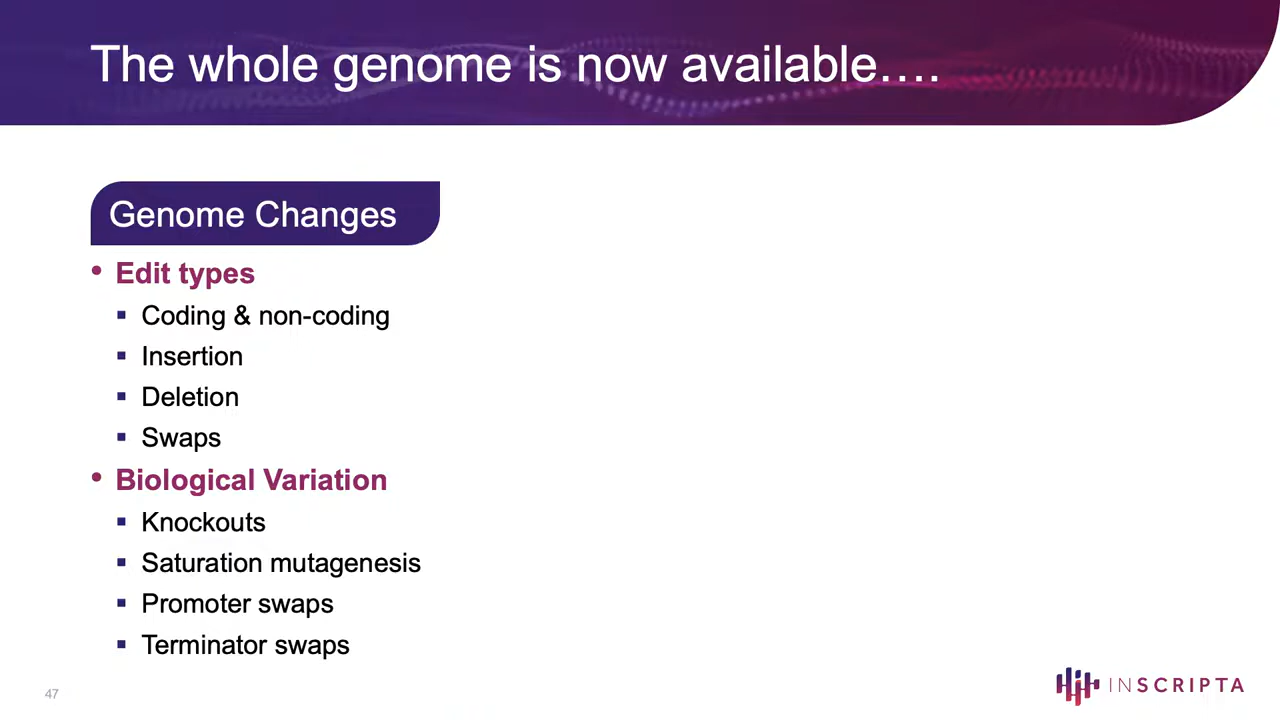 The whole genome is now available….
Genome Changes
• Edit types
▪ Coding & non-coding
▪ Insertion
▪ Deletion
▪ Swaps
• Biological Variation
▪ Knockouts
▪ Saturation mutagenesis
▪ Promoter swaps
▪ Terminator swaps
47
INSCRIPTA